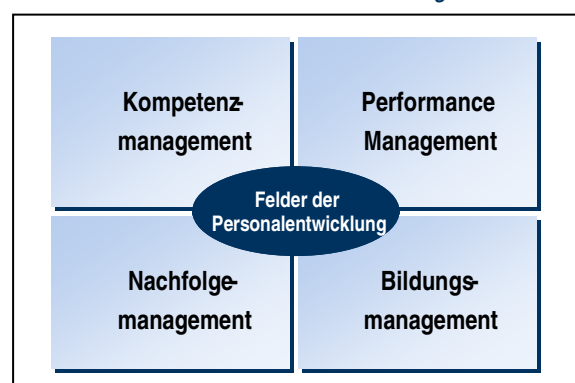 Kompetenz-
management
Performance
Management
Felder der
Personalentwicklung
Nachfolge-
management
Bildungs-
management